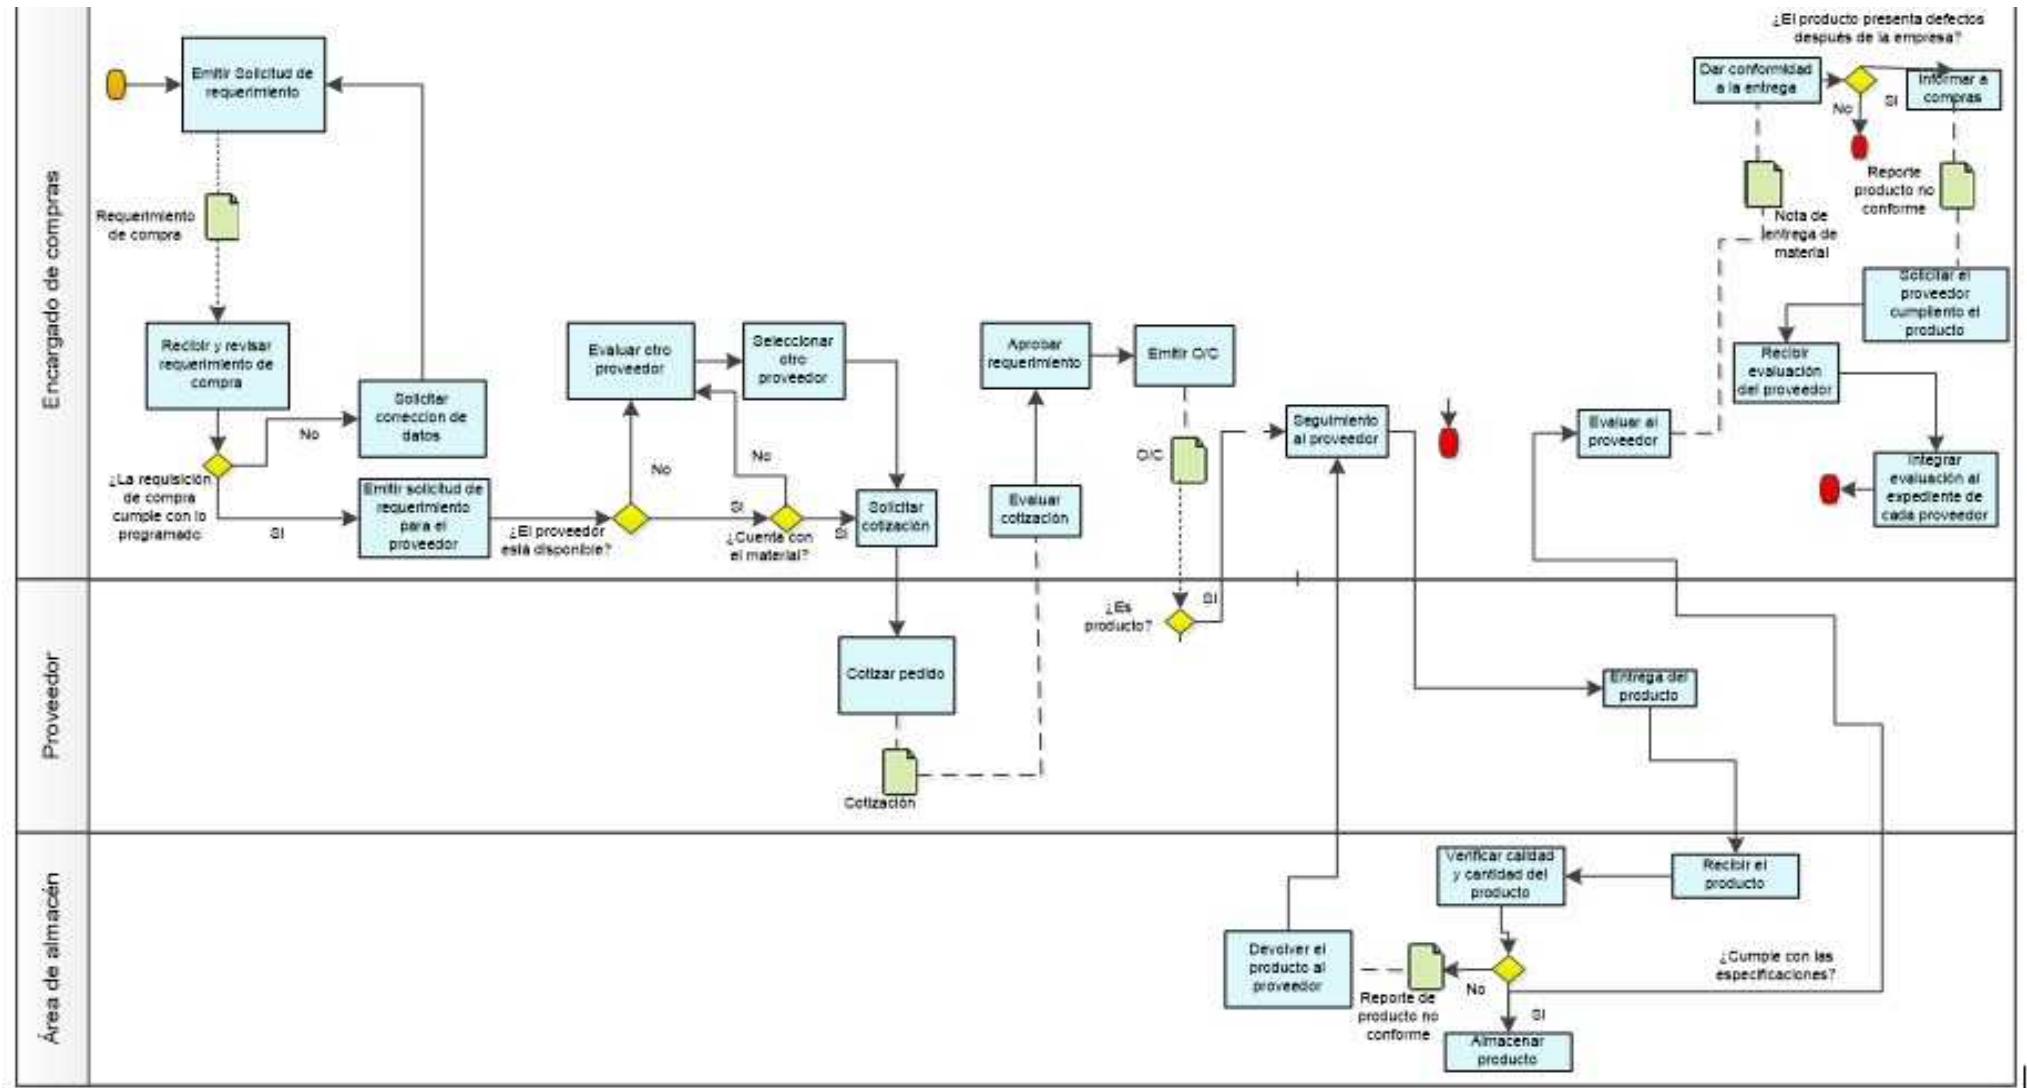 Encargado de compras
Emitir Solicitud de
requerimiento
Requerimiento
de compra
Recibir y revisar
requerimiento de
compra
¿La requisición
de compra
cumple con lo
programado
No
Si
Solicitar
correccion de
datos
Emitir solicitud de
requerimiento
para el
proveedor
¿El proveedor
está disponible?
No
Si
Evaluar otro
proveedor
Seleccionar
otro
proveedor
No
¿Cuenta con
el material?
Si
Solicitar
cotización
Aprobar
requerimiento
Evaluar
cotización
Emitir O/C
O/C
Seguimiento
al proveedor
Evaluar al
proveedor
Dar conformidad
a la entrega
¿El producto presenta defectos
después de la empresa?
No
Si
Informar a
compras
Nota de
entrega de
material
Reporte
producto no
conforme
Solicitar el
proveedor
cumpliento el
producto
Recibir
evaluación
del proveedor
Integrar
evaluación al
expediente de
cada proveedor
Proveedor
Cotizar pedido
Cotización
¿Es
producto?
Si
Entrega del
producto
Área de almacén
Recibir el
producto
Verificar calidad
y cantidad del
producto
¿Cumple con las
especificaciones?
No
Si
Reporte de
producto no
conforme
Devolver el
producto al
proveedor
Almacenar
producto